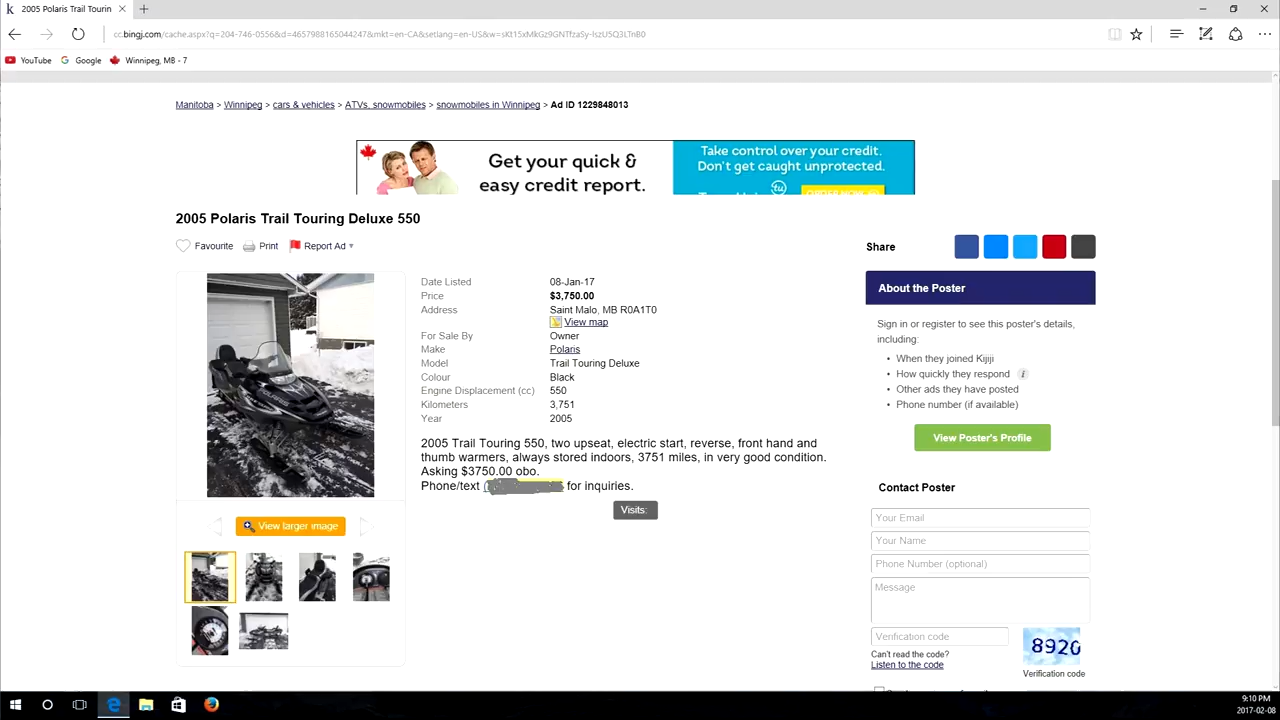 2005 Polaris Trail Tourin
cc.bingj.com/cache.aspx?q=204-746-0556&d=4657988165044247&mkt=en-CA&setlang=en-US&w=sKt15xMkGz9GNTfzaSy-IszU5Q3LTnB0
YouTube Google Winnipeg, MB - 7
Manitoba > Winnipeg > cars & vehicles > ATVs, snowmobiles > snowmobiles in Winnipeg > Ad ID 1229848013
Get your quick &
easy credit report.
Take control over your credit.
Don't get caught unprotected.
tu
ORDER NOW
2005 Polaris Trail Touring Deluxe 550
Favourite Print Report Ad
Date Listed 08-Jan-17
Price $3,750.00
Address Saint Malo, MB R0A1T0
View map
For Sale By Owner
Make Polaris
Model Trail Touring Deluxe
Colour Black
Engine Displacement (cc) 550
Kilometers 3,751
Year 2005
2005 Trail Touring 550, two upseat, electric start, reverse, front hand and
thumb warmers, always stored indoors, 3751 miles, in very good condition.
Asking $3750.00 obo.
Phone/text ( for inquiries.
Visits:
View larger image
Share
About the Poster
Sign in or register to see this poster's details,
including:
• When they joined Kijiji
• How quickly they respond i
• Other ads they have posted
• Phone number (if available)
View Poster's Profile
Contact Poster
Your Email
Your Name
Phone Number (optional)
Message
Verification code
8920
Can't read the code?
Listen to the code
Verification code
9:10 PM
2017-02-08